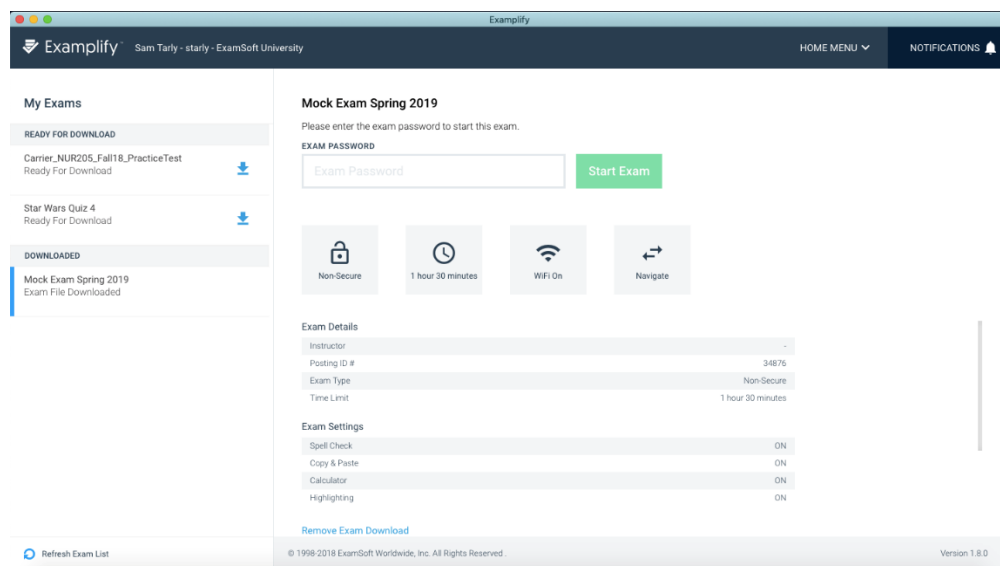 Examplify
Examplify™ Sam Tarly - starly - ExamSoft University HOME MENU NOTIFICATIONS
My Exams
READY FOR DOWNLOAD
Carrier_NUR205_Fall18_PracticeTest
Ready For Download
Star Wars Quiz 4
Ready For Download
DOWNLOADED
Mock Exam Spring 2019
Exam File Downloaded
Refresh Exam List
Mock Exam Spring 2019
Please enter the exam password to start this exam.
EXAM PASSWORD
Exam Password Start Exam
Non-Secure 1 hour 30 minutes WiFi On Navigate
Exam Details
Instructor -
Posting ID # 34876
Exam Type Non-Secure
Time Limit 1 hour 30 minutes
Exam Settings
Spell Check ON
Copy & Paste ON
Calculator ON
Highlighting ON
Remove Exam Download
© 1998-2018 ExamSoft Worldwide, Inc. All Rights Reserved. Version 1.8.0